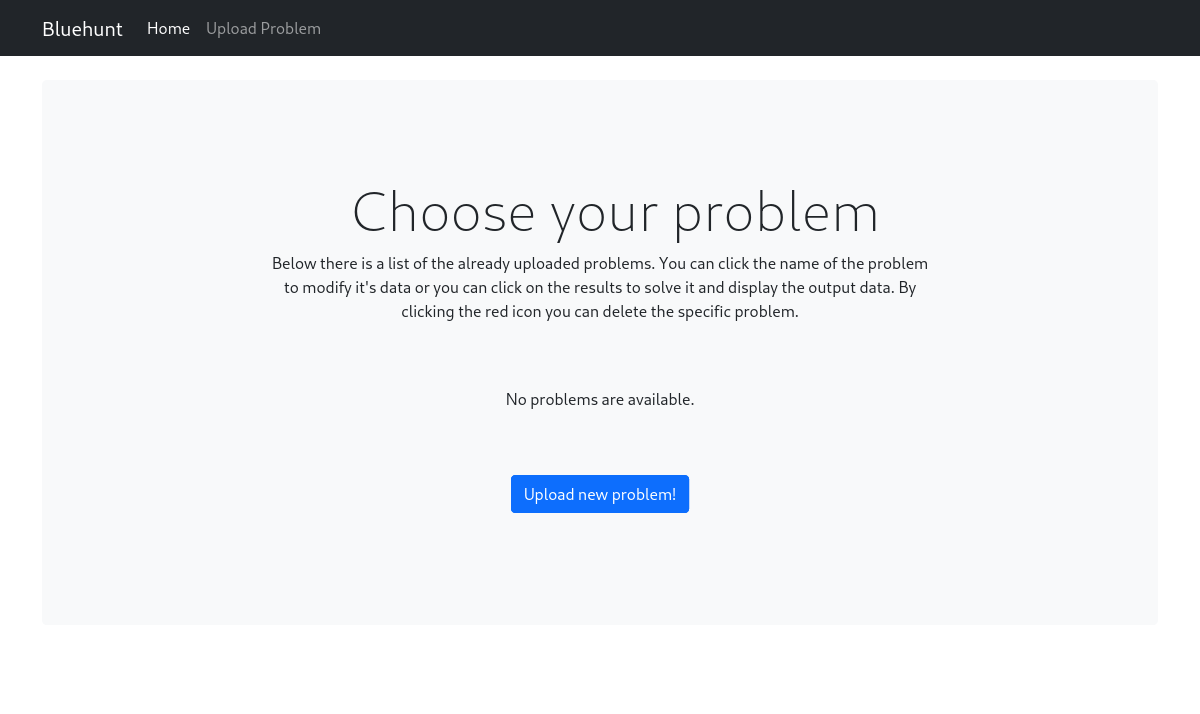 Bluehunt Home Upload Problem
Choose your problem
Below there is a list of the already uploaded problems. You can click the name of the problem
to modify it's data or you can click on the results to solve it and display the output data. By
clicking the red icon you can delete the specific problem.
No problems are available.
Upload new problem!